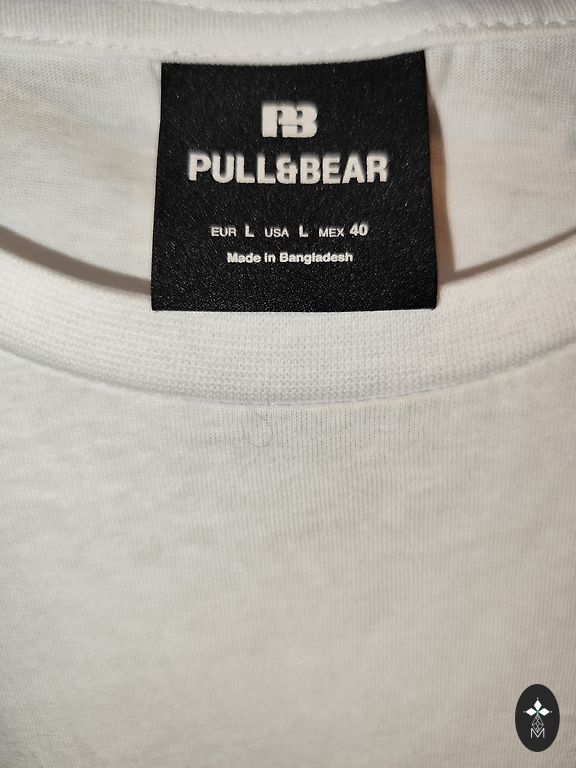 PB
PULL&BEAR
EUR L USA L MEX 40
Made in Bangladesh
M